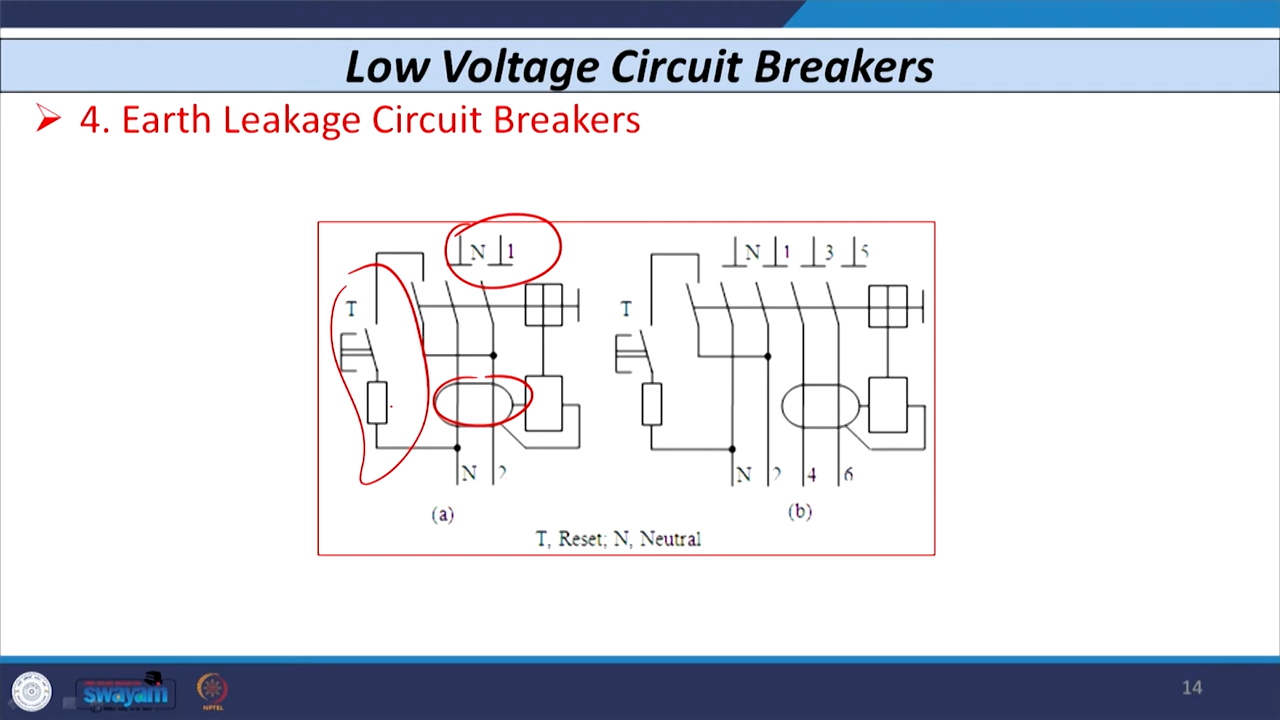 Low Voltage Circuit Breakers
4. Earth Leakage Circuit Breakers
N 1
N 1 3 5
T
T
N 2
N 2 4 6
(a)
(b)
T, Reset; N, Neutral
swayam
NPTEL
14